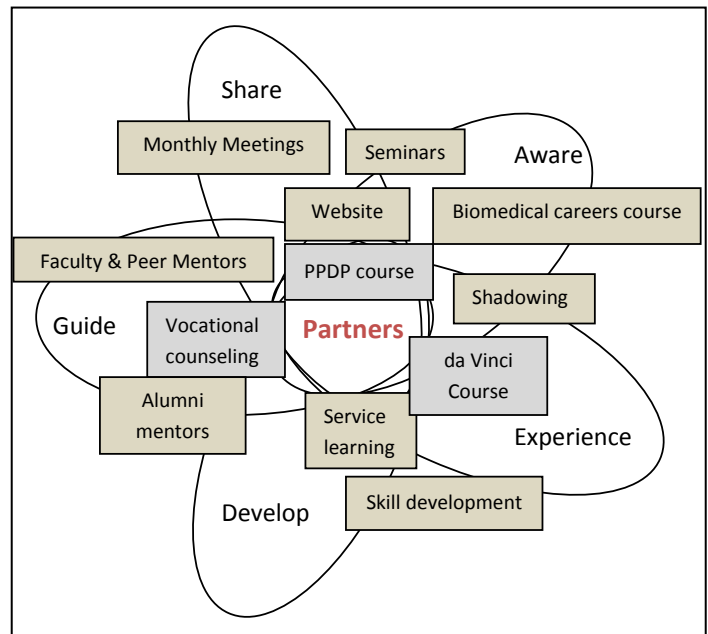 Share
Monthly Meetings
Seminars
Aware
Website
Biomedical careers course
Faculty & Peer Mentors
PPDP course
Shadowing
Guide
Vocational
counseling
Partners
da Vinci
Course
Alumni
mentors
Service
learning
Experience
Develop
Skill development